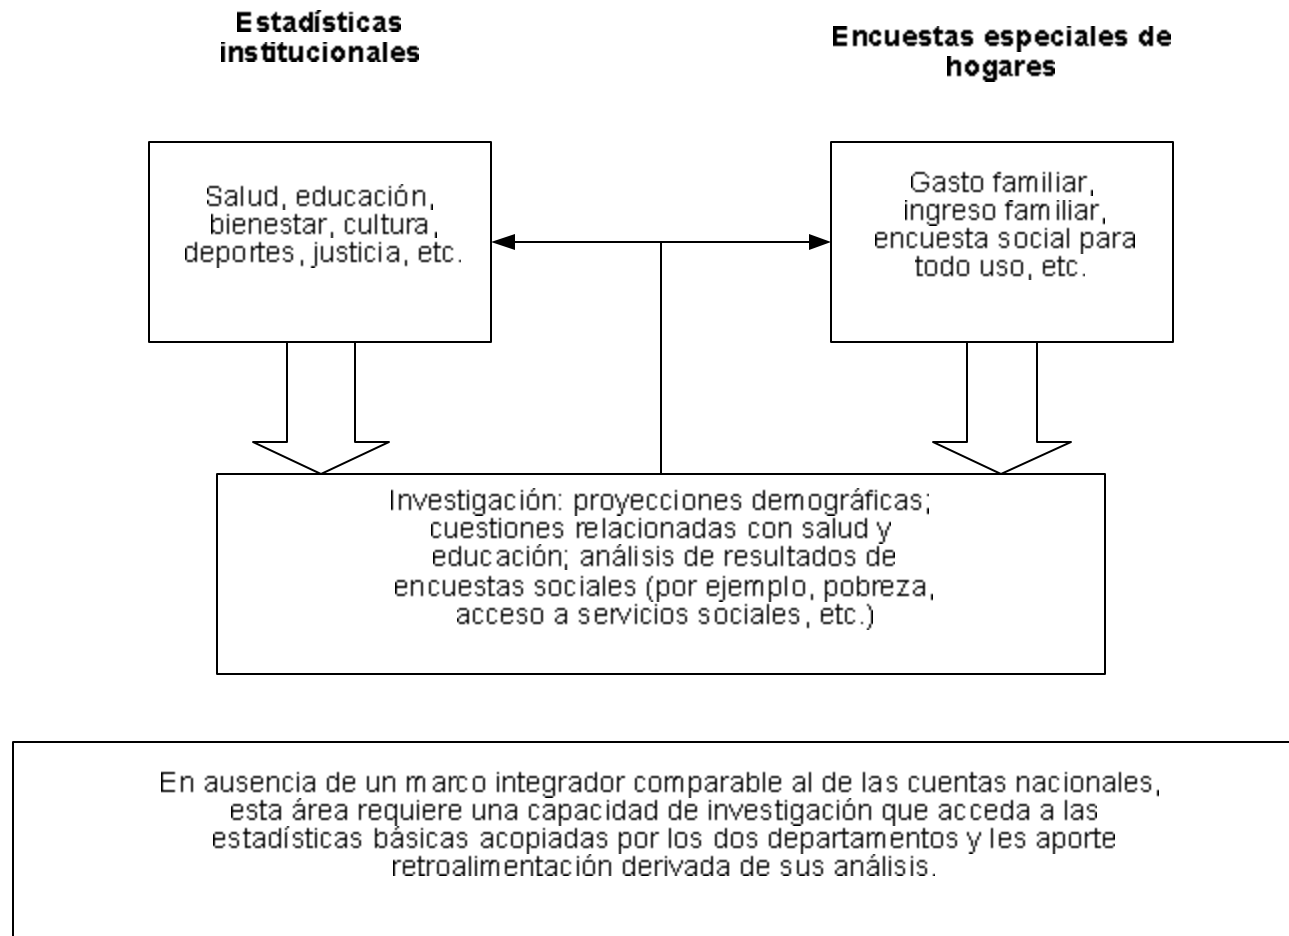 Estadísticas
institucionales
Encuestas especiales de
hogares
Salud, educación,
bienestar, cultura,
deportes, justicia, etc.
Gasto familiar,
ingreso familiar,
encuesta social para
todo uso, etc.
Investigación: proyecciones demográficas;
cuestiones relacionadas con salud y
educación; análisis de resultados de
encuestas sociales (por ejemplo, pobreza,
acceso a servicios sociales, etc.)
En ausencia de un marco integrador comparable al de las cuentas nacionales,
esta área requiere una capacidad de investigación que acceda a las
estadísticas básicas acopiadas por los dos departamentos y les aporte
retroalimentación derivada de sus análisis.